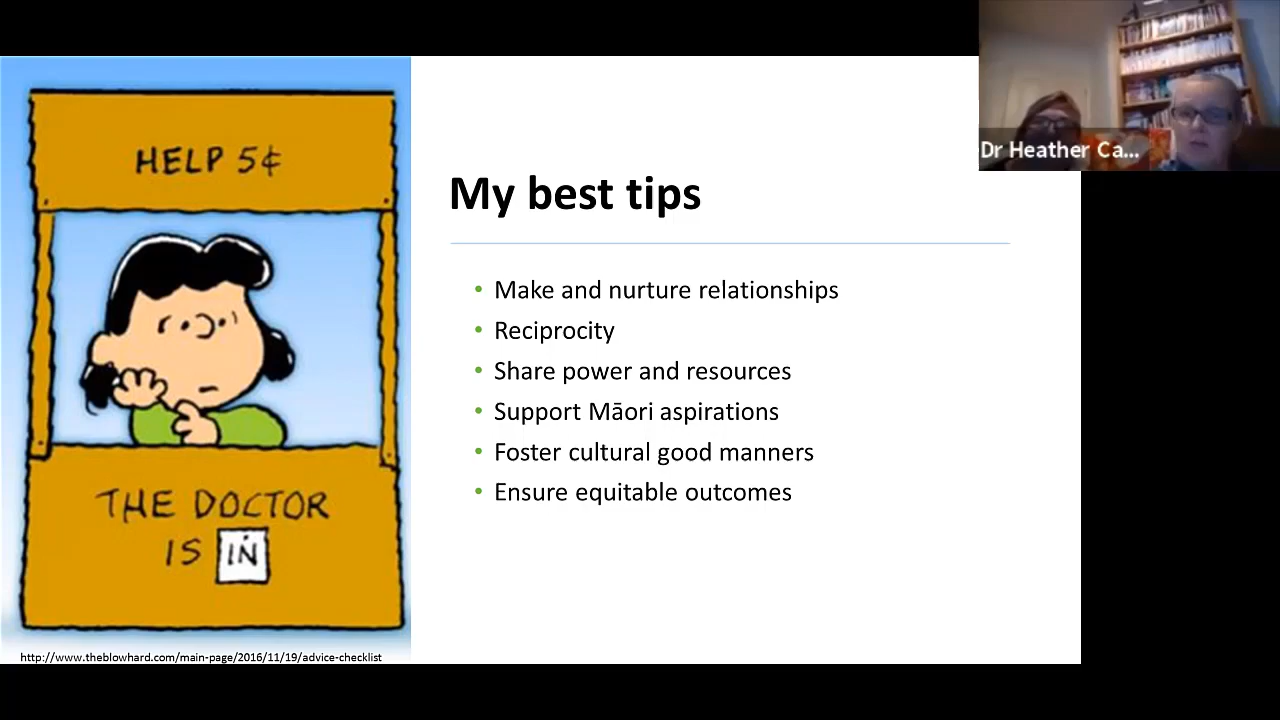 HELP 5¢
THE DOCTOR
IS IN
My best tips
• Make and nurture relationships
• Reciprocity
• Share power and resources
• Support Māori aspirations
• Foster cultural good manners
• Ensure equitable outcomes
Dr Heather Ca...
http://www.theblowhard.com/main-page/2016/11/19/advice-checklist